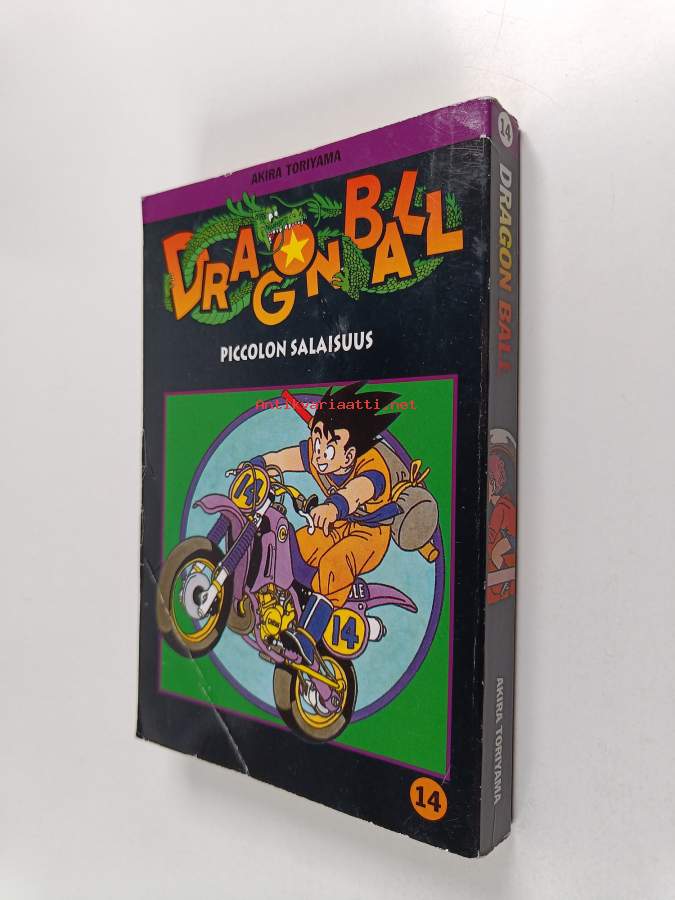 AKIRA TORIYAMA
DRAGON BALL
PICCOLON SALAISUUS
Antikvariaatti.net
14
14
14
14
DRAGON BALL
AKIRA TORIYAMA